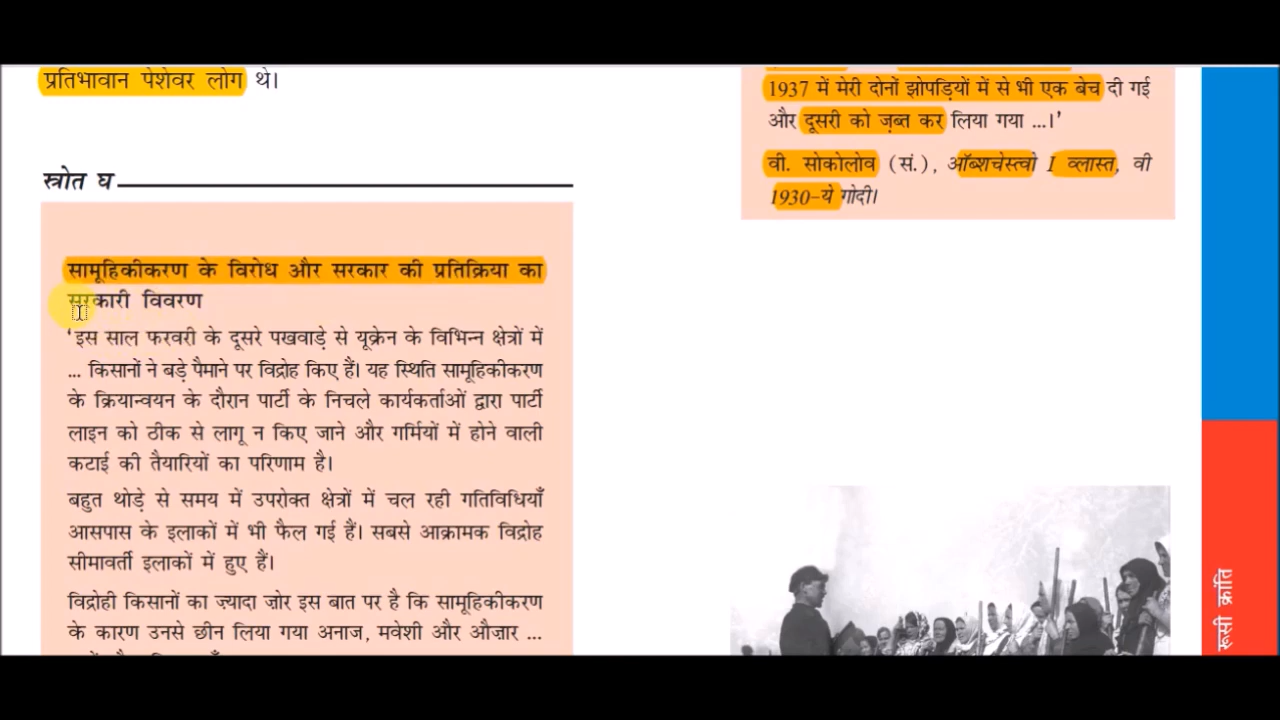 प्रतिभावान पेशेवर लोग थे।
स्त्रोत घ
सामूहिकीकरण के विरोध और सरकार की प्रतिक्रिया का
सरकारी विवरण
‘इस साल फरवरी के दूसरे पखवाड़े से यूक्रेन के विभिन्न क्षेत्रों में
... किसानों ने बड़े पैमाने पर विद्रोह किए हैं। यह स्थिति सामूहिकीकरण
के क्रियान्वयन के दौरान पार्टी के निचले कार्यकर्ताओं द्वारा पार्टी
लाइन को ठीक से लागू न किए जाने और गर्मियों में होने वाली
कटाई की तैयारियों का परिणाम है।
बहुत थोड़े से समय में उपरोक्त क्षेत्रों में चल रही गतिविधियाँ
आसपास के इलाकों में भी फैल गई हैं। सबसे आक्रामक विद्रोह
सीमावर्ती इलाकों में हुए हैं।
विद्रोही किसानों का ज्यादा ज़ोर इस बात पर है कि सामूहिकीकरण
के कारण उनसे छीन लिया गया अनाज, मवेशी और औज़ार ...
1937 में मेरी दोनों झोपड़ियों में से भी एक बेच दी गई
और दूसरी को ज़ब्त कर लिया गया ...।’
वी. सोकोलोव (सं.), ऑब्शचेस्त्वो I व्लास्त, वी
1930-ये गोदी।
रूसी क्रांति